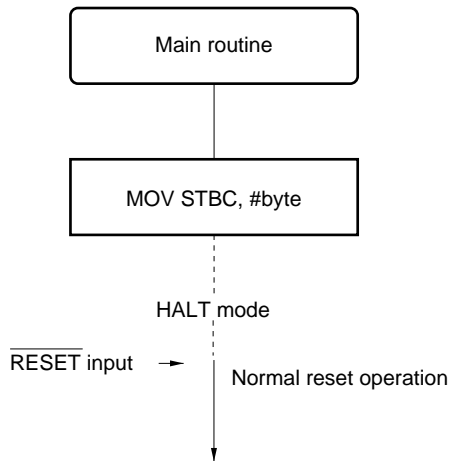 Main routine
MOV STBC, #byte
HALT mode
RESET input
Normal reset operation